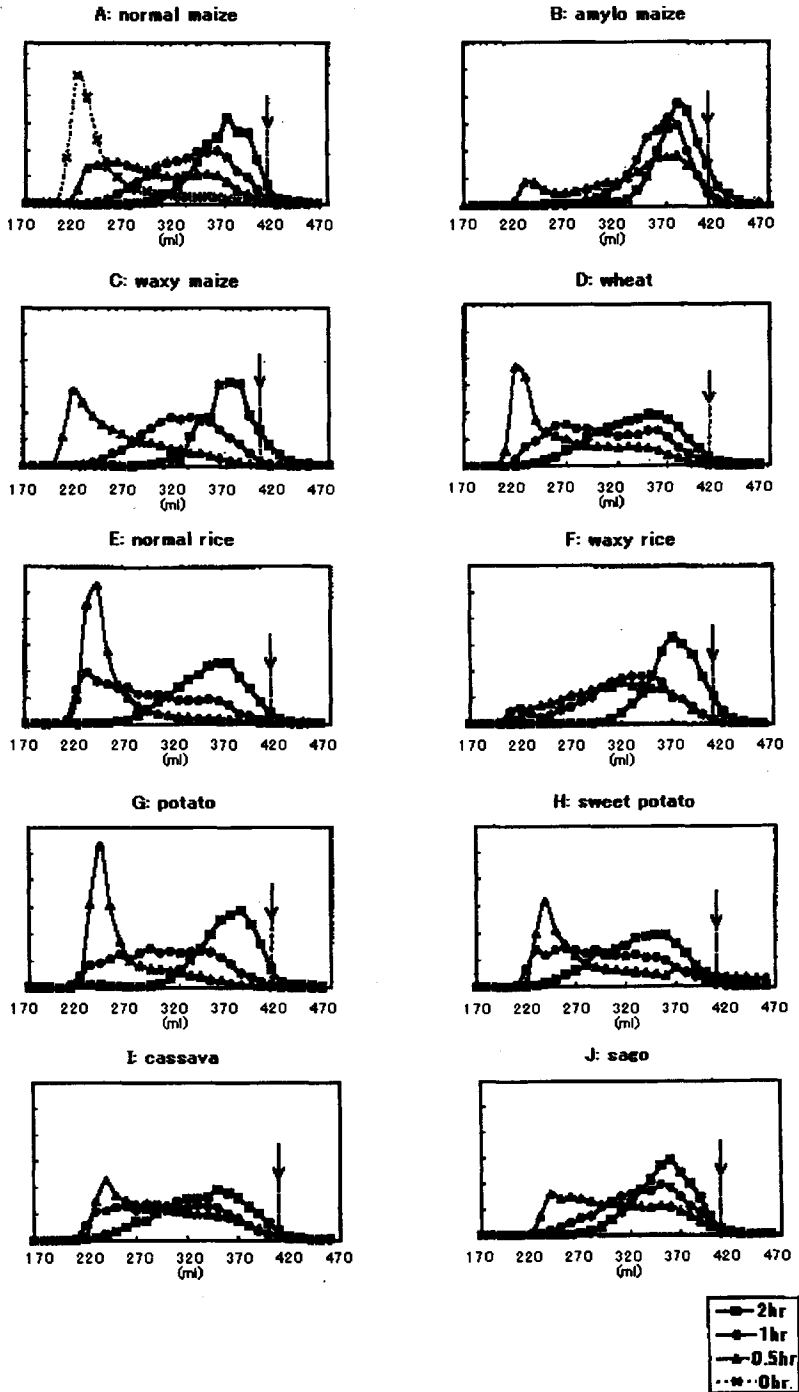 A: normal maize
170 220 270 320 370 420 470
(ml)
B: amylo maize
170 220 270 320 370 420 470
(ml)
C: waxy maize
170 220 270 320 370 420 470
(ml)
D: wheat
170 220 270 320 370 420 470
(ml)
E: normal rice
170 220 270 320 370 420 470
(ml)
F: waxy rice
170 220 270 320 370 420 470
(ml)
G: potato
170 220 270 320 370 420 470
(ml)
H: sweet potato
170 220 270 320 370 420 470
(ml)
I: cassava
170 220 270 320 370 420 470
(ml)
J: sago
170 220 270 320 370 420 470
(ml)
2hr
1hr
0.5hr
0hr.